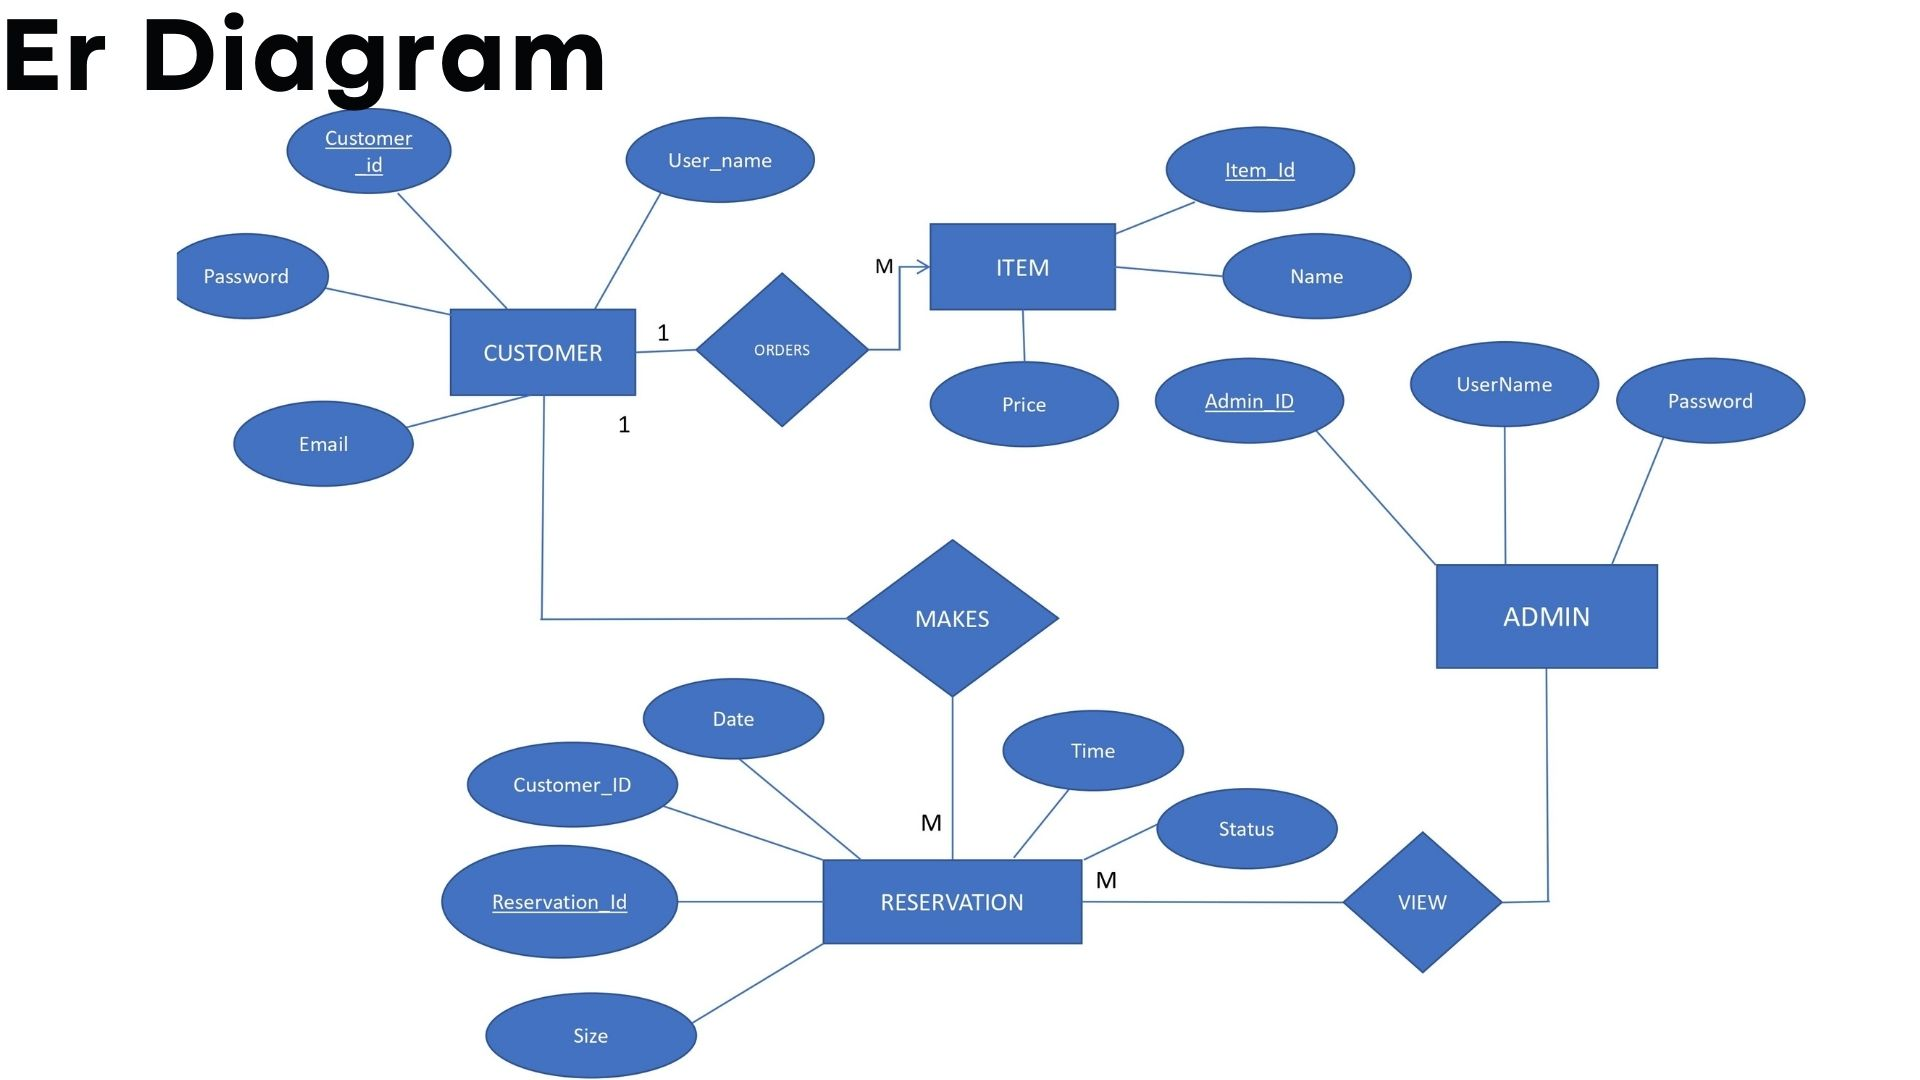 Er Diagram
Customer
_id
User_name
Item_Id
Password
M
ITEM
Name
1
CUSTOMER
ORDERS
Price
Admin_ID
UserName
Password
1
Email
MAKES
ADMIN
Date
Time
Customer_ID
M
Status
M
Reservation_Id
RESERVATION
VIEW
Size